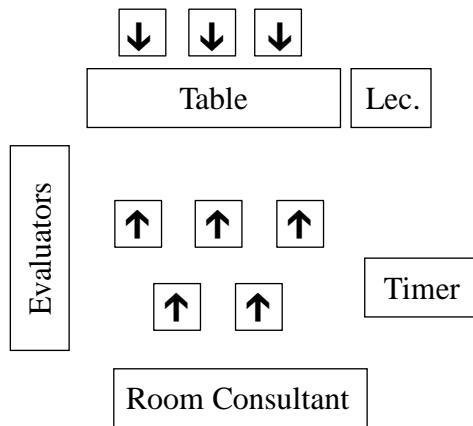 Table
Lec.
Evaluators
Timer
Room Consultant